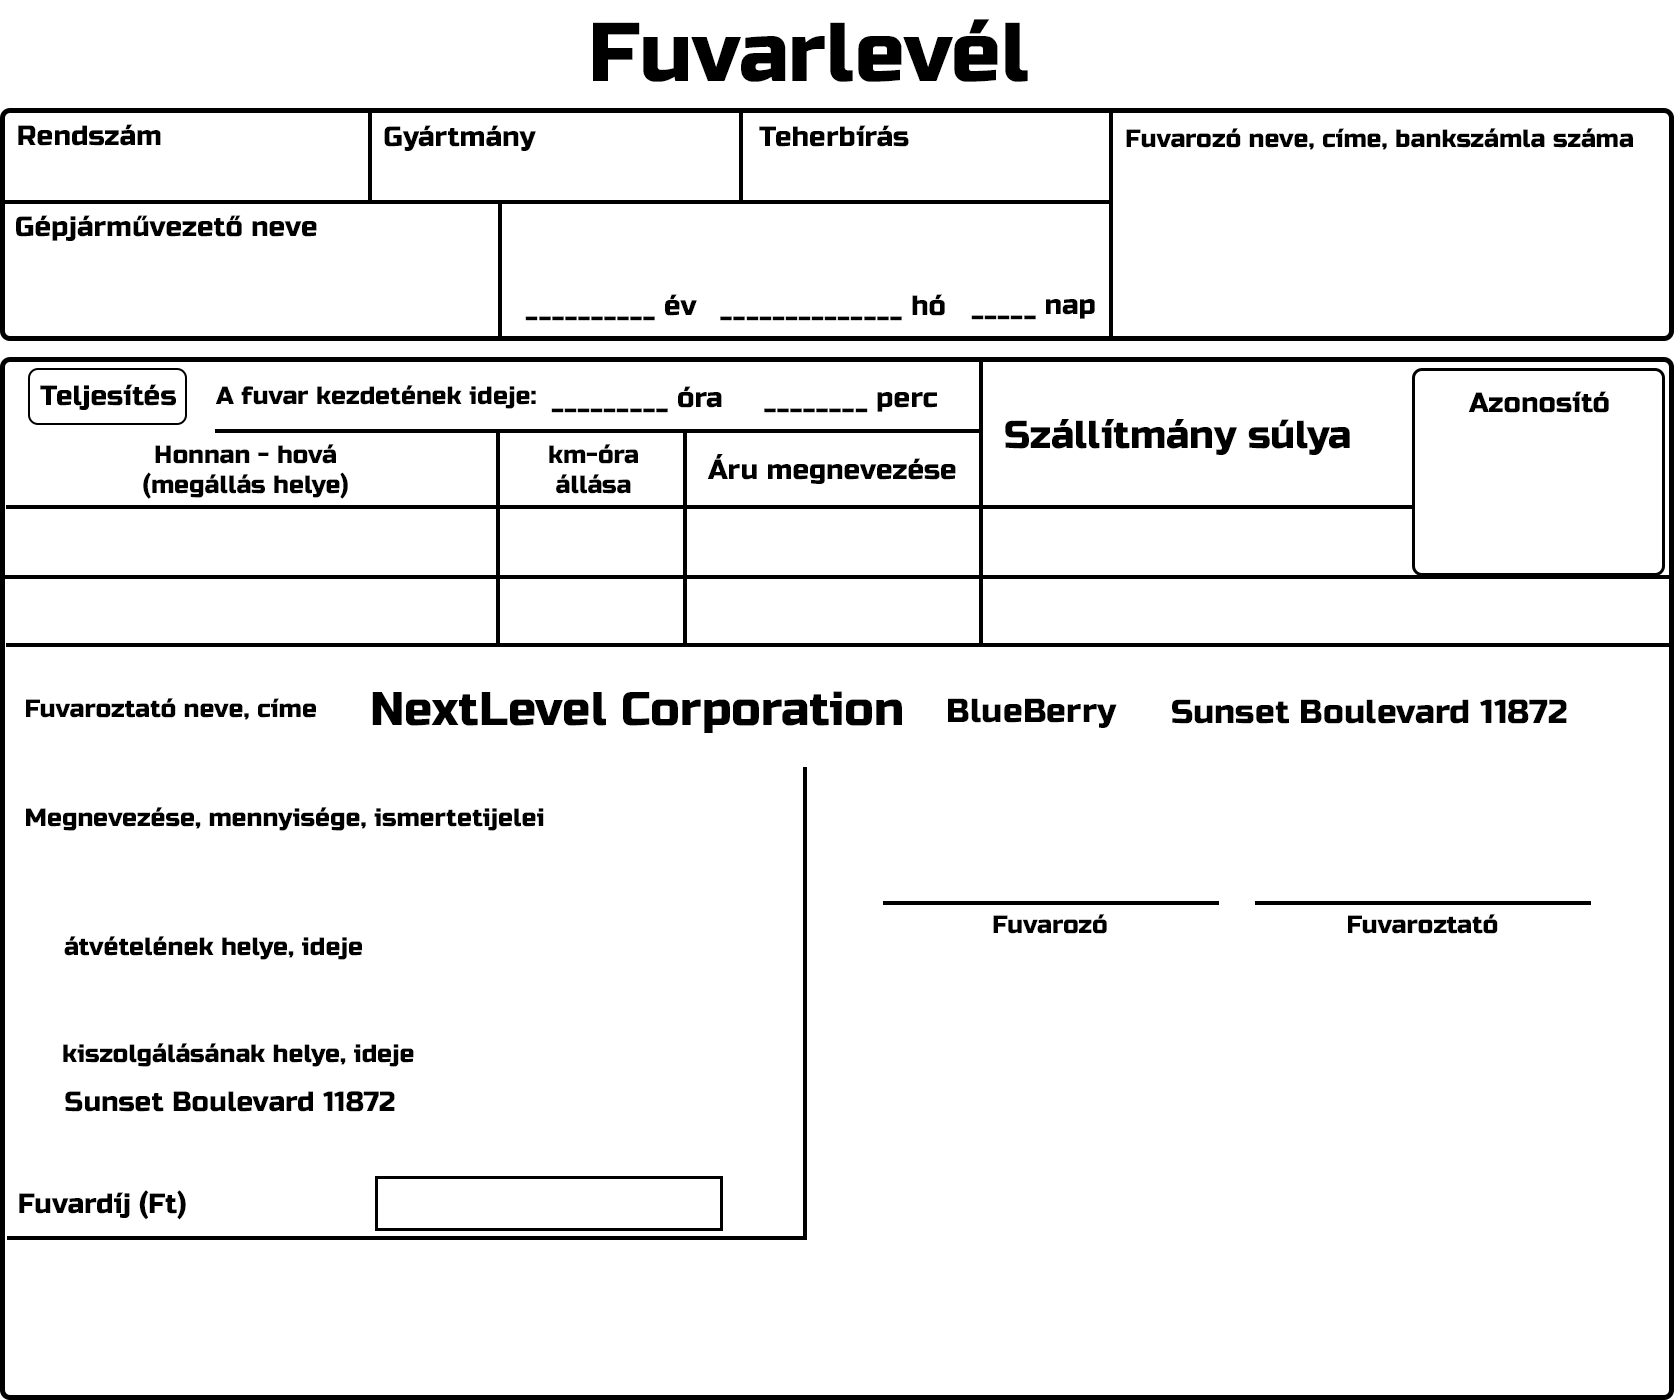 Fuvarlevél
Rendszám
Gyártmány
Teherbírás
Fuvarozó neve, címe, bankszámla száma
Gépjárművezető neve
__________ év ______________ hó _____ nap
Teljesítés
A fuvar kezdetének ideje: _________ óra ________ perc
Szállítmány súlya
Azonosító
Honnan - hová
(megállás helye)
km-óra
állása
Áru megnevezése
Fuvaroztató neve, címe NextLevel Corporation BlueBerry Sunset Boulevard 11872
Megnevezése, mennyisége, ismertetijelei
Fuvarozó
Fuvaroztató
átvételének helye, ideje
kiszolgálásának helye, ideje
Sunset Boulevard 11872
Fuvardíj (Ft)